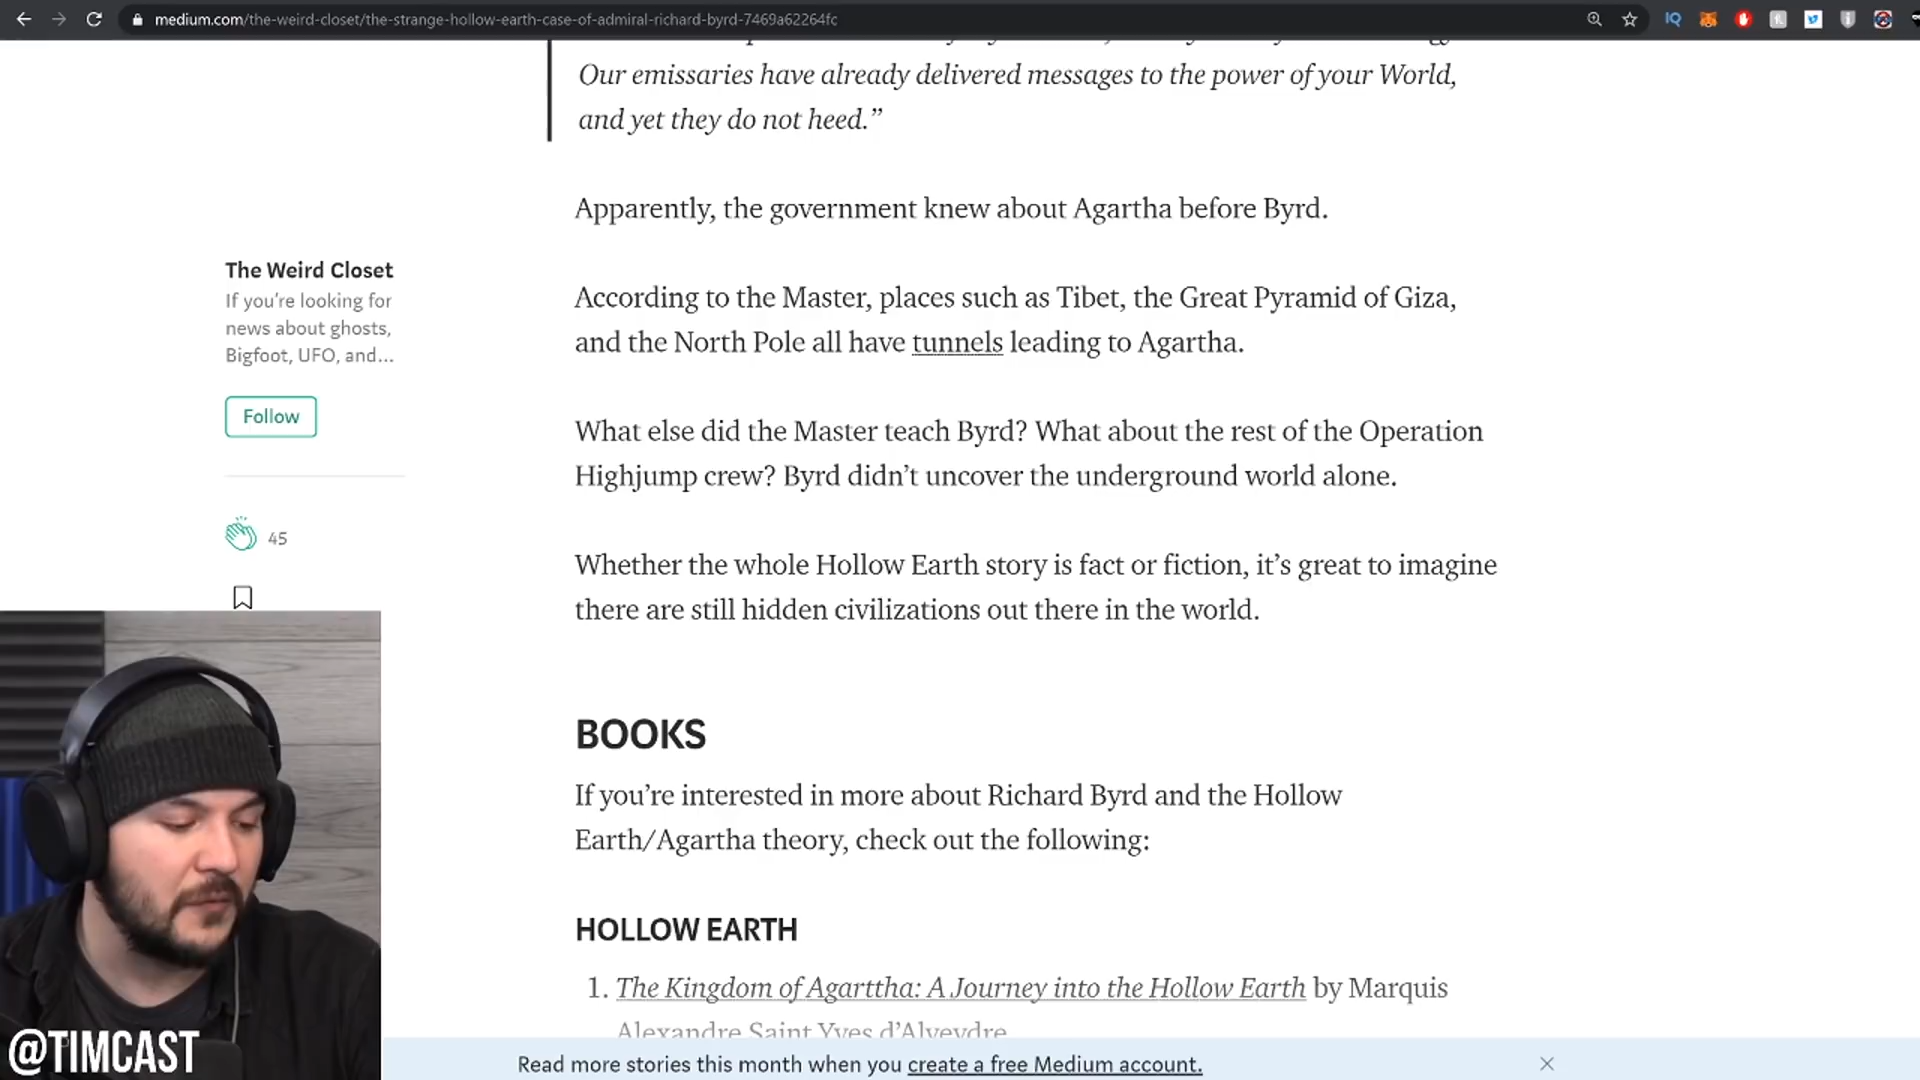 medium.com/the-weird-closet/the-strange-hollow-earth-case-of-admiral-richard-byrd-7469a62264fc
Our emissaries have already delivered messages to the power of your World,
and yet they do not heed.”
Apparently, the government knew about Agartha before Byrd.
According to the Master, places such as Tibet, the Great Pyramid of Giza,
and the North Pole all have tunnels leading to Agartha.
What else did the Master teach Byrd? What about the rest of the Operation
Highjump crew? Byrd didn’t uncover the underground world alone.
Whether the whole Hollow Earth story is fact or fiction, it’s great to imagine
there are still hidden civilizations out there in the world.
BOOKS
If you’re interested in more about Richard Byrd and the Hollow
Earth/Agartha theory, check out the following:
HOLLOW EARTH
1. The Kingdom of Agarttha: A Journey into the Hollow Earth by Marquis
Alexandre Saint Yves d’Alveydre
The Weird Closet
If you’re looking for
news about ghosts,
Bigfoot, UFO, and...
Follow
45
@TIMCAST
Read more stories this month when you create a free Medium account.